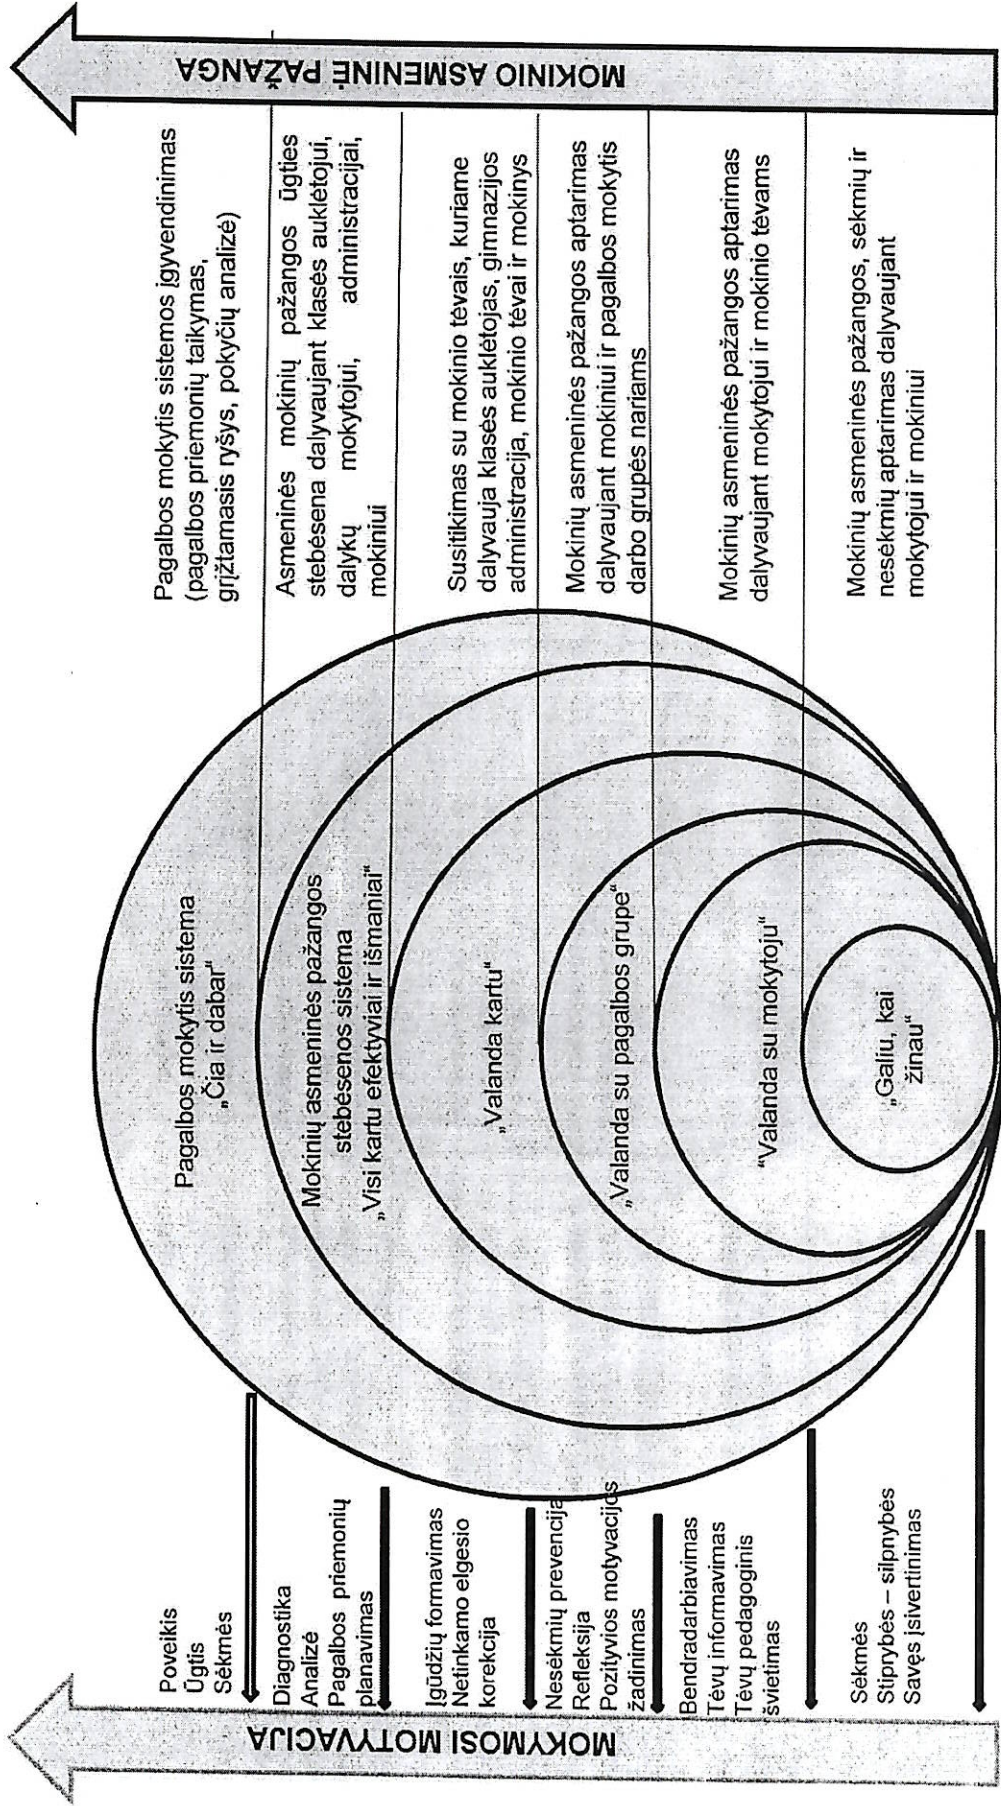 MOKYMOSI MOTYVACIJA
Poveikis
Ūgtis
Sėkmės
Diagnostika
Analizė
Pagalbos priemonių
planavimas
Įgūdžių formavimas
Netinkamo elgesio
korekcija
Nesėkmių prevencija
Refleksija
Pozityvios motyvacijos
žadinimas
Bendradarbiavimas
Tėvų informavimas
Tėvų pedagoginis
švietimas
Sėkmės
Stiprybės – silpnybės
Savęs įsivertinimas
Pagalbos mokytis sistema
„Čia ir dabar“
Mokinių asmeninės pažangos
stebėsenos sistema
„Visi kartu efektyviai ir išmaniai“
„Valanda kartu“
„Valanda su pagalbos grupe“
“Valanda su mokytoju“
„Galiu, kai
žinau“
Pagalbos mokytis sistemos įgyvendinimas
(pagalbos priemonių taikymas,
grįžtamasis ryšys, pokyčių analizė)
Asmeninės mokinių pažangos ūgties
stebėsena dalyvaujant klasės auklėtojui,
dalykų mokytojui, administracijai,
mokiniui
Susitikimas su mokinio tėvais, kuriame
dalyvauja klasės auklėtojas, gimnazijos
administracija, mokinio tėvai ir mokinys
Mokinių asmeninės pažangos aptarimas
dalyvaujant mokiniui ir pagalbos mokytis
darbo grupės nariams
Mokinių asmeninės pažangos aptarimas
dalyvaujant mokytojui ir mokinio tėvams
Mokinių asmeninės pažangos, sėkmių ir
nesėkmių aptarimas dalyvaujant
mokytojui ir mokiniui
MOKINIO ASMENINĖ PAŽANGA